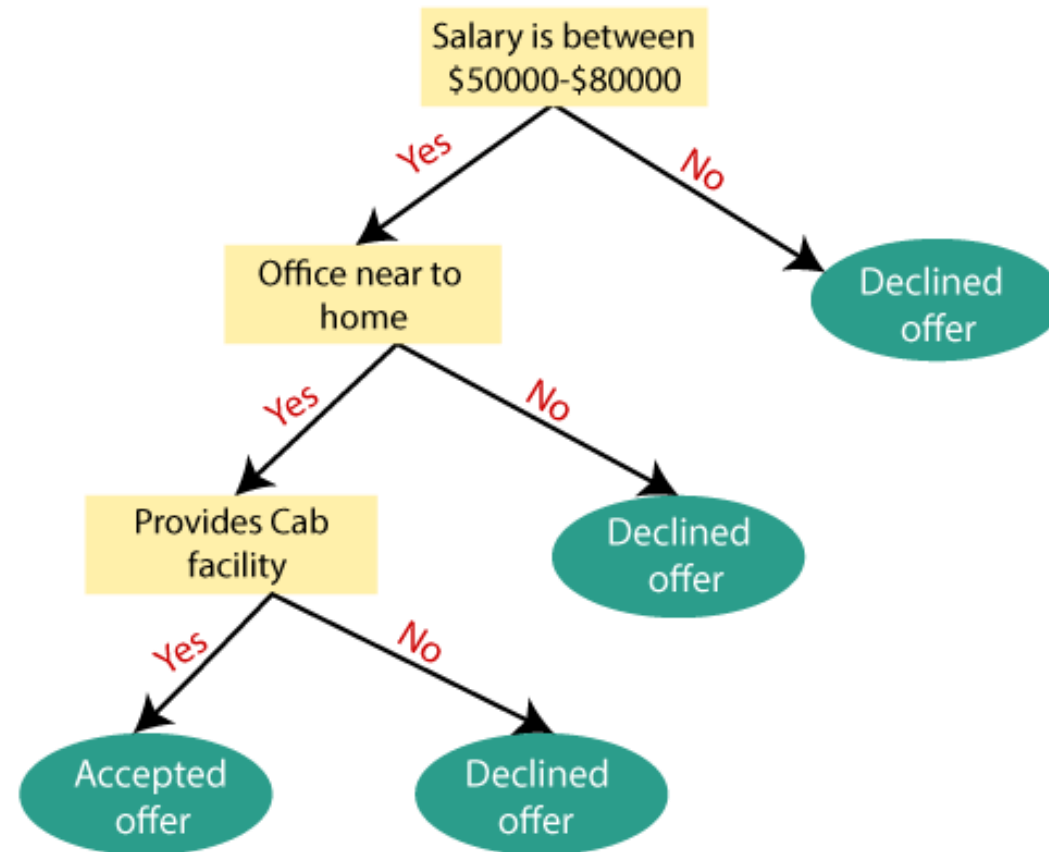 Salary is between
$50000-$80000
Yes
No
Office near to
home
Declined
offer
Yes
No
Provides Cab
facility
Declined
offer
Yes
No
Accepted
offer
Declined
offer